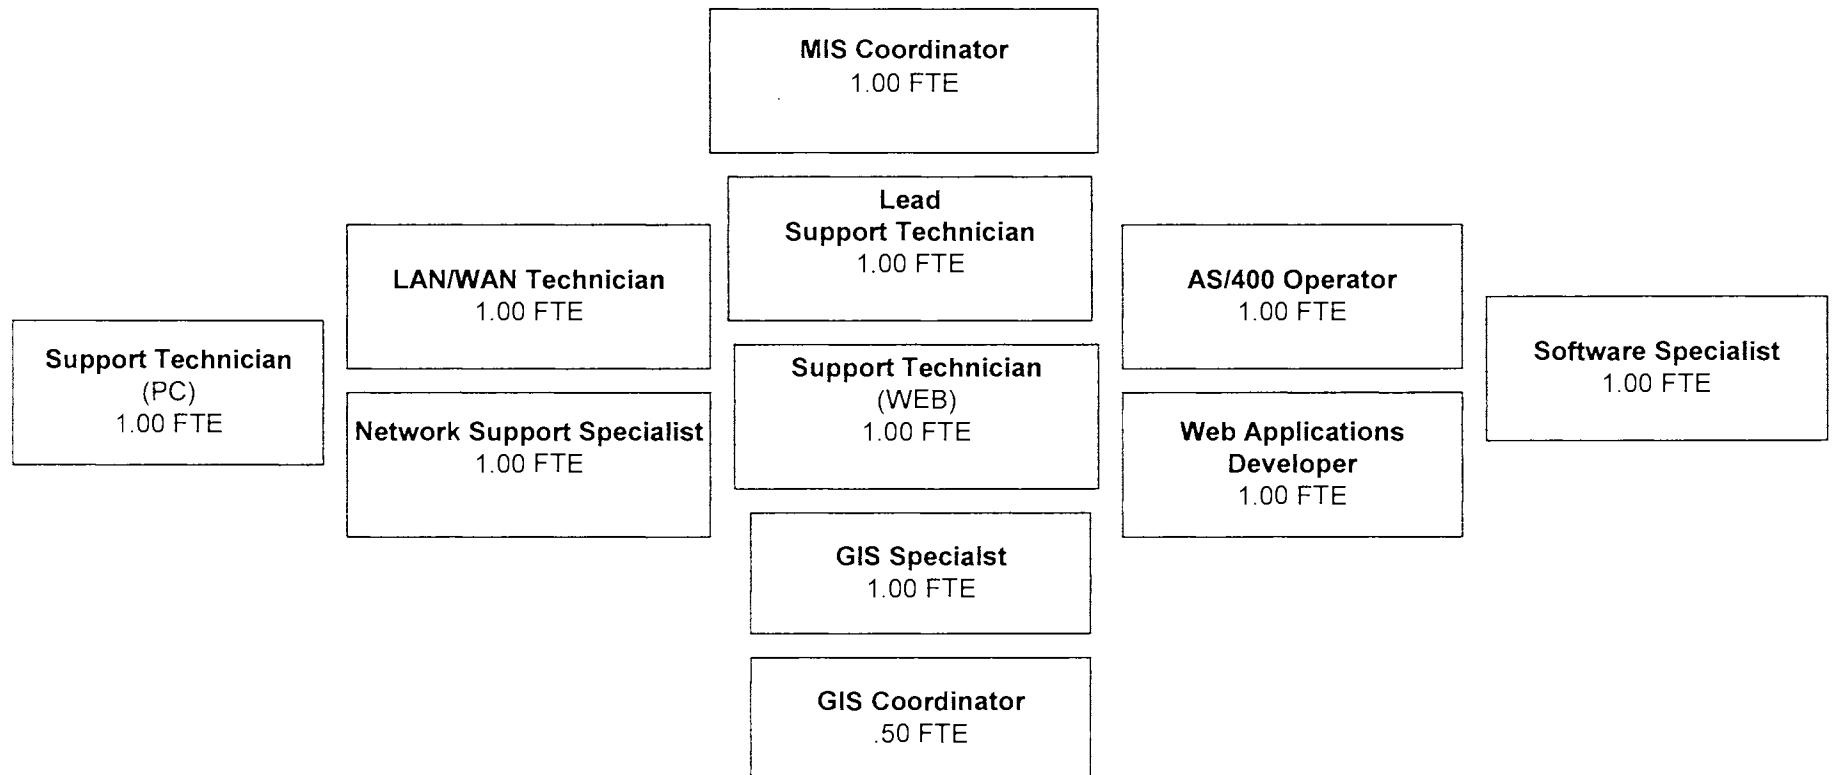 MIS Coordinator
1.00 FTE
Lead
Support Technician
1.00 FTE
LAN/WAN Technician
1.00 FTE
AS/400 Operator
1.00 FTE
Support Technician
(PC)
1.00 FTE
Software Specialist
1.00 FTE
Support Technician
(WEB)
1.00 FTE
Network Support Specialist
1.00 FTE
Web Applications
Developer
1.00 FTE
GIS Specialst
1.00 FTE
GIS Coordinator
.50 FTE